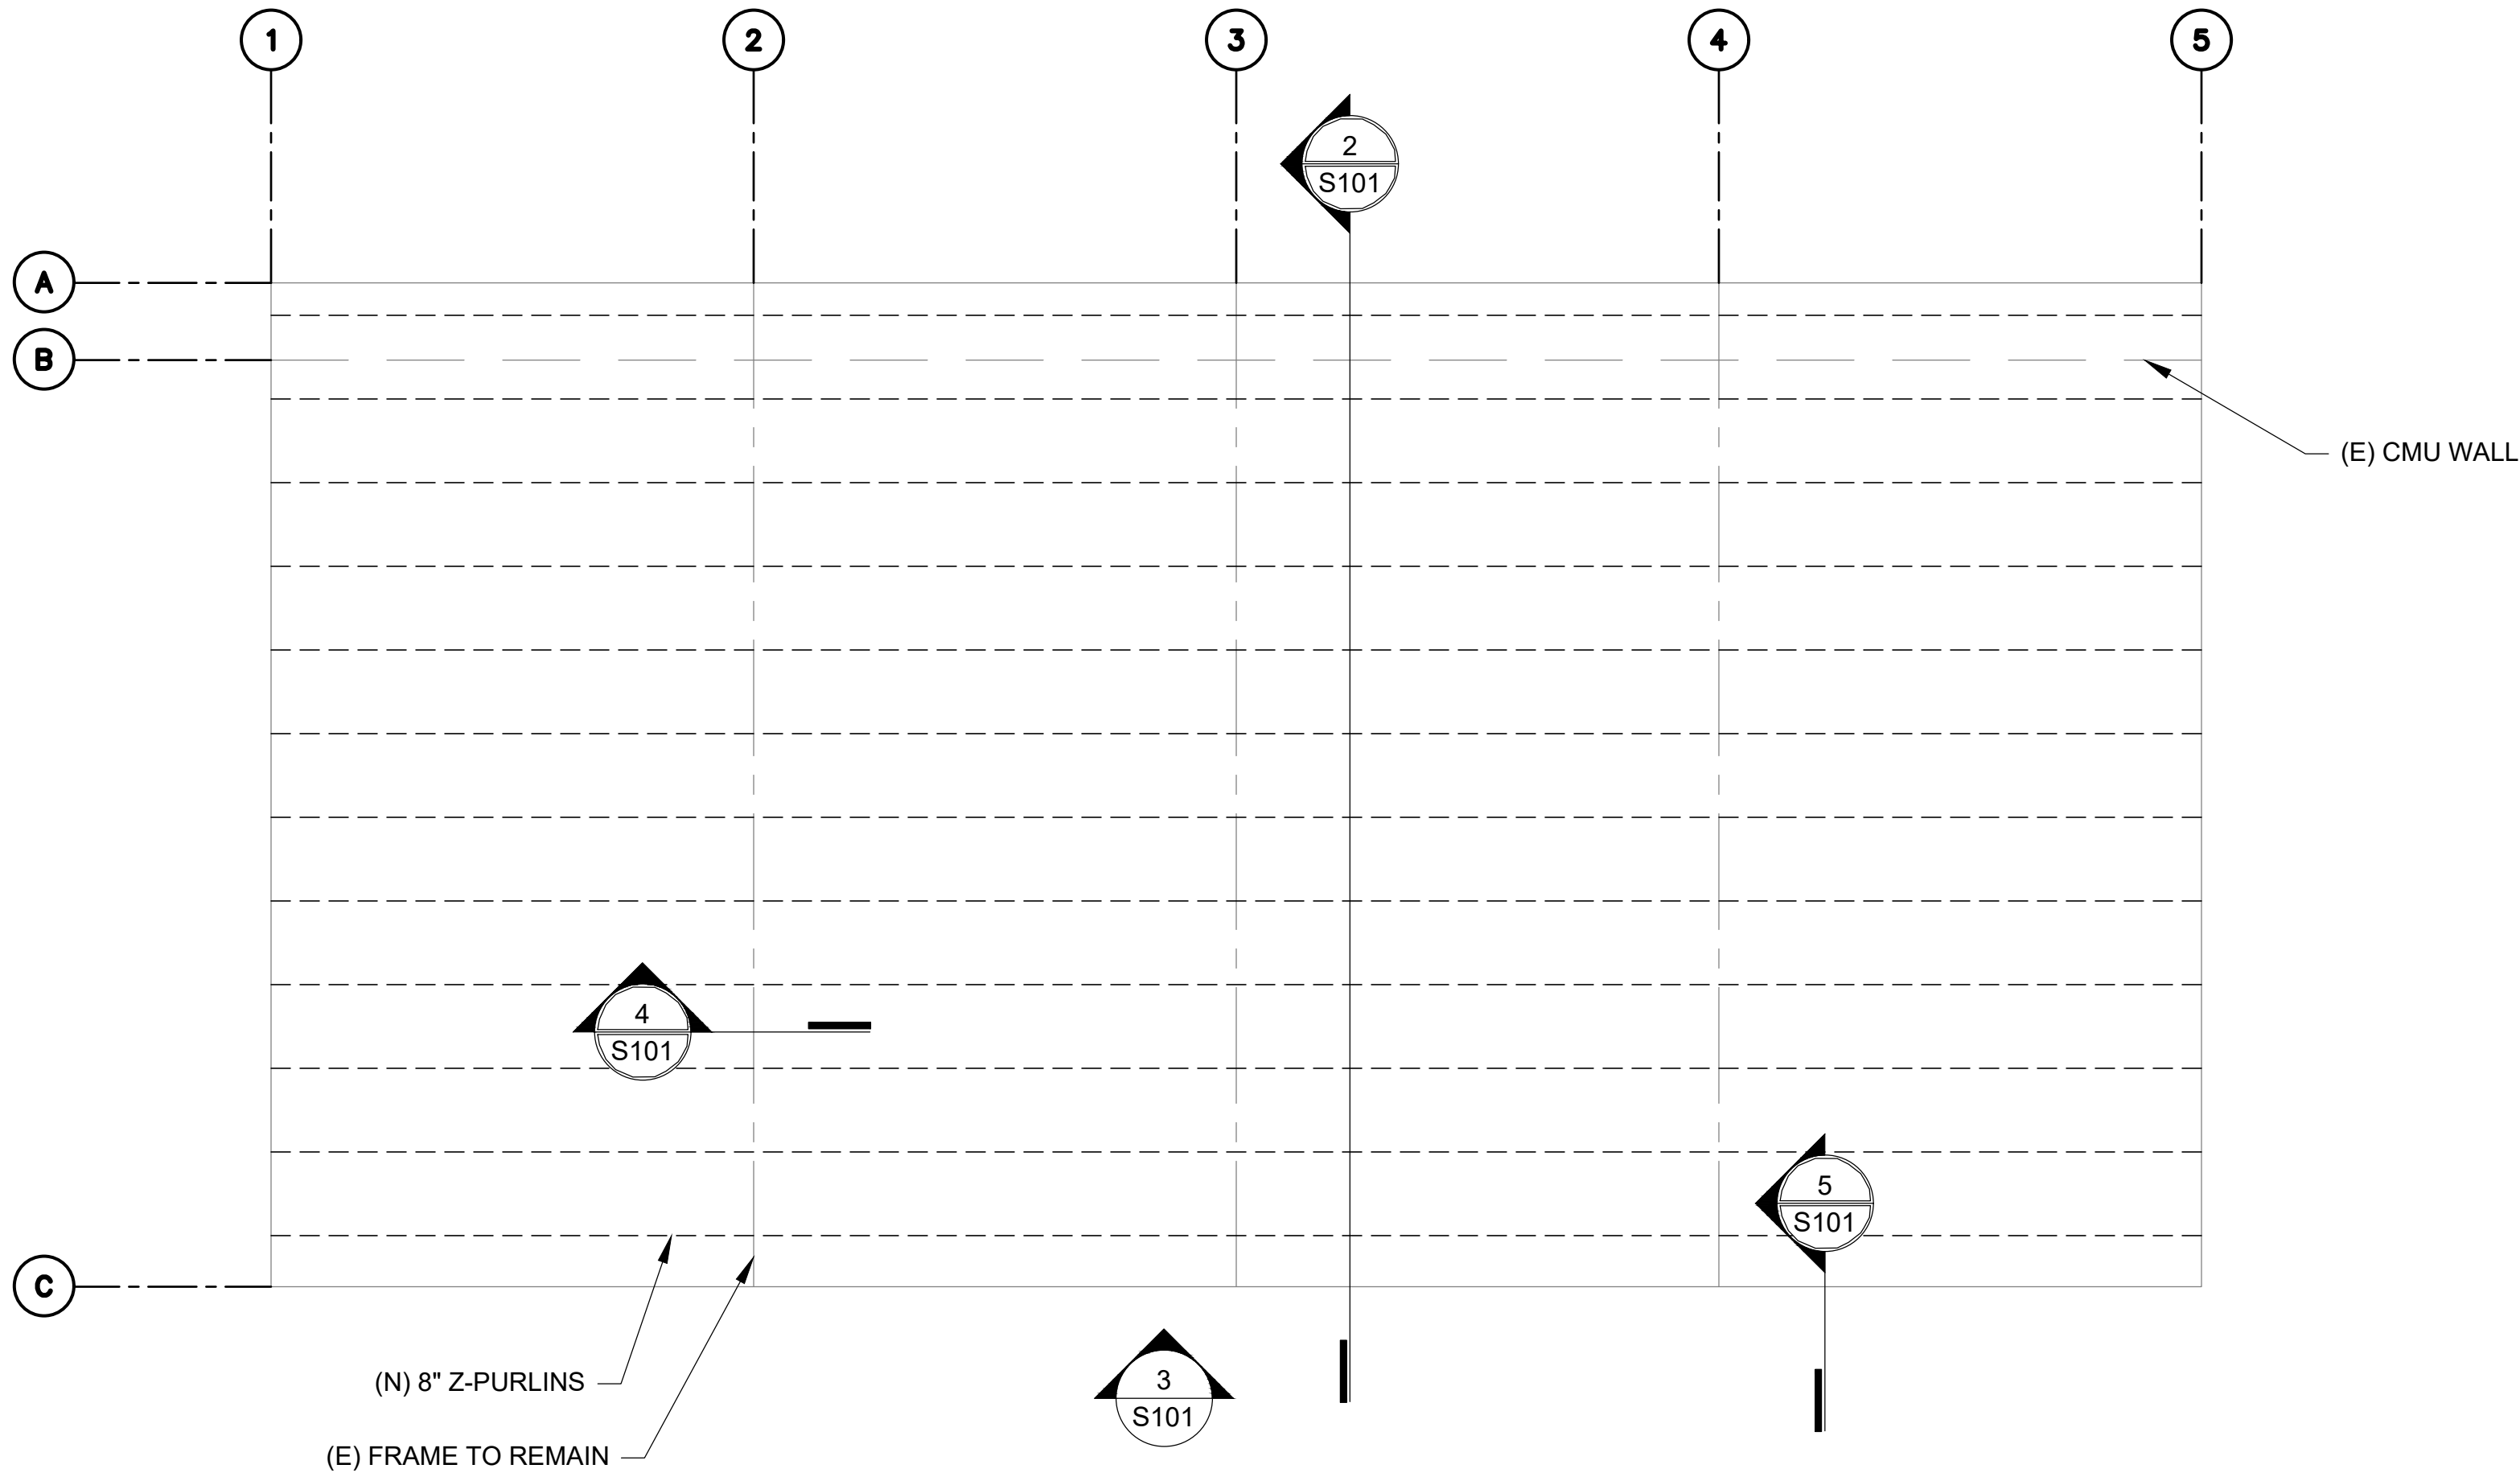 1
2
3
4
5
2
S101
A
B
(E) CMU WALL
4
S101
5
S101
C
(N) 8" Z-PURLINS
3
S101
(E) FRAME TO REMAIN